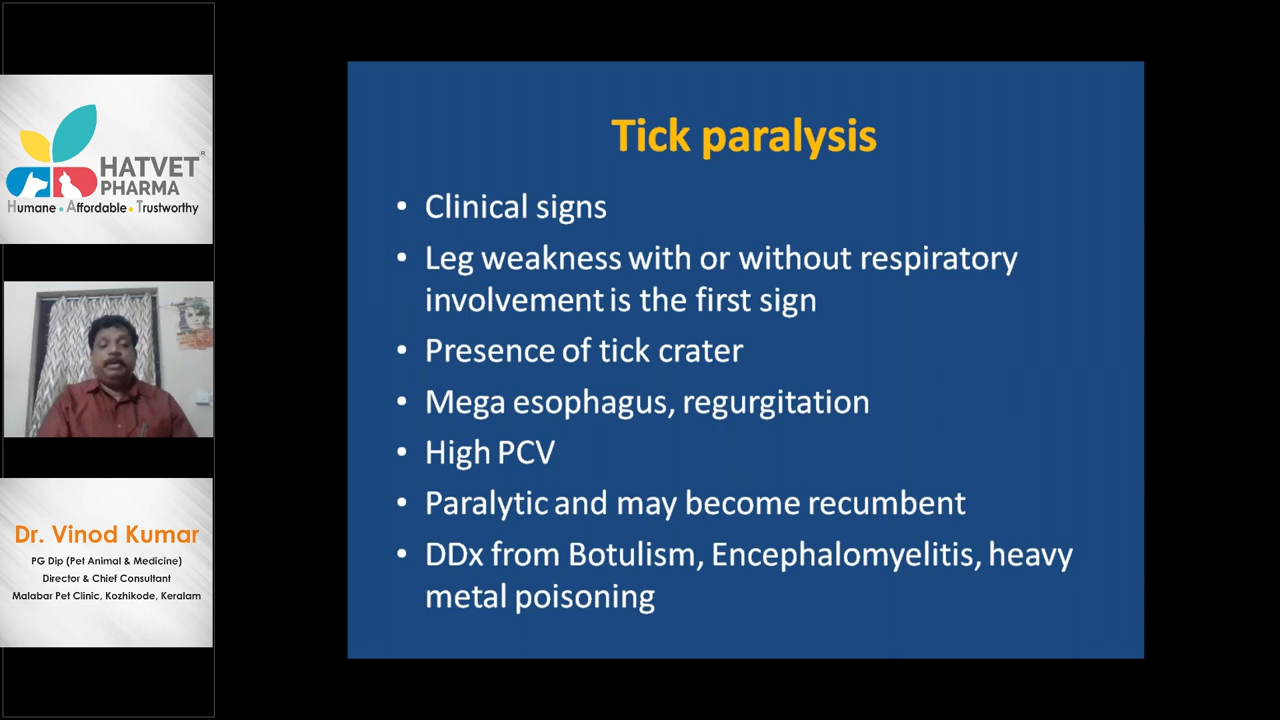 HATVET®
PHARMA
Humane • Affordable • Trustworthy
Dr. Vinod Kumar
PG Dip (Pet Animal & Medicine)
Director & Chief Consultant
Malabar Pet Clinic, Kozhikode, Keralam
Tick paralysis
• Clinical signs
• Leg weakness with or without respiratory
involvement is the first sign
• Presence of tick crater
• Mega esophagus, regurgitation
• High PCV
• Paralytic and may become recumbent
• DDx from Botulism, Encephalomyelitis, heavy
metal poisoning